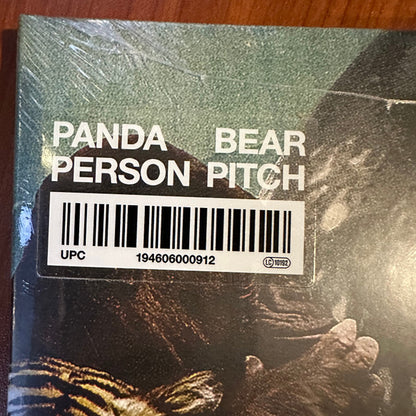 PANDA BEAR
PERSON PITCH
UPC 194606000912 LC 10192